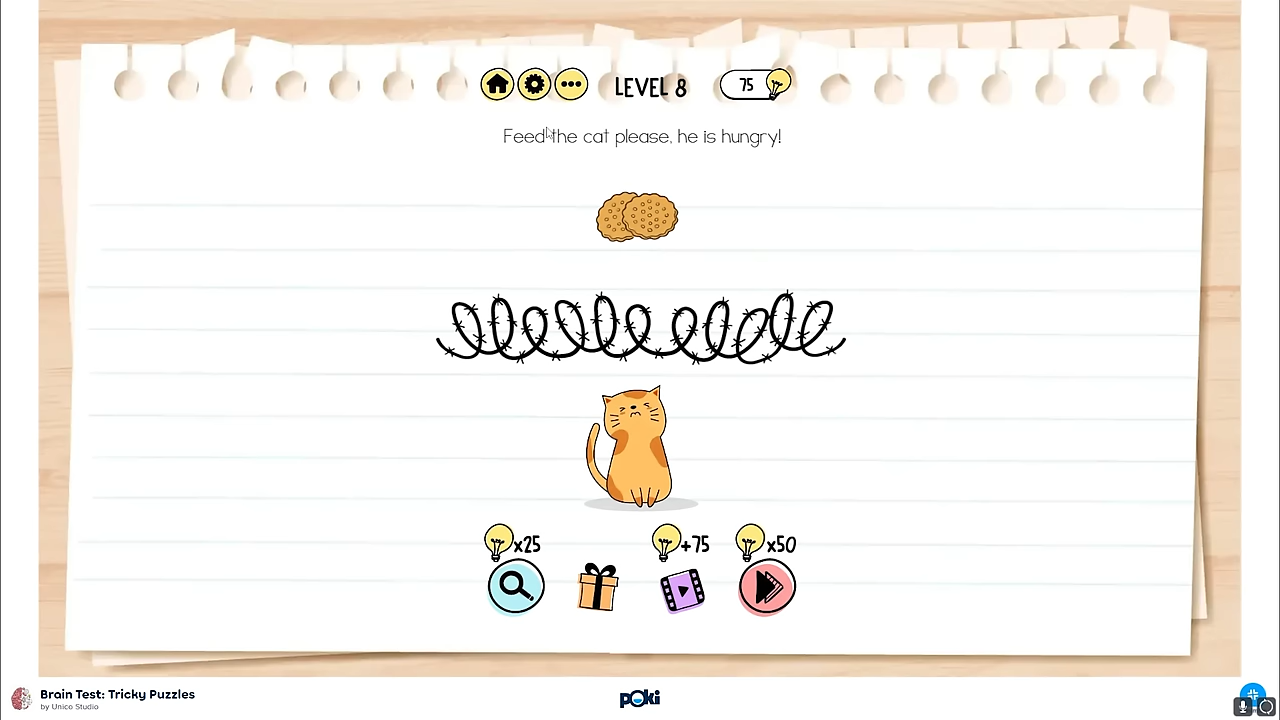 LEVEL 8
75
Feed the cat please, he is hungry!
x25
+75
x50
Brain Test: Tricky Puzzles
by Unico Studio
POKi